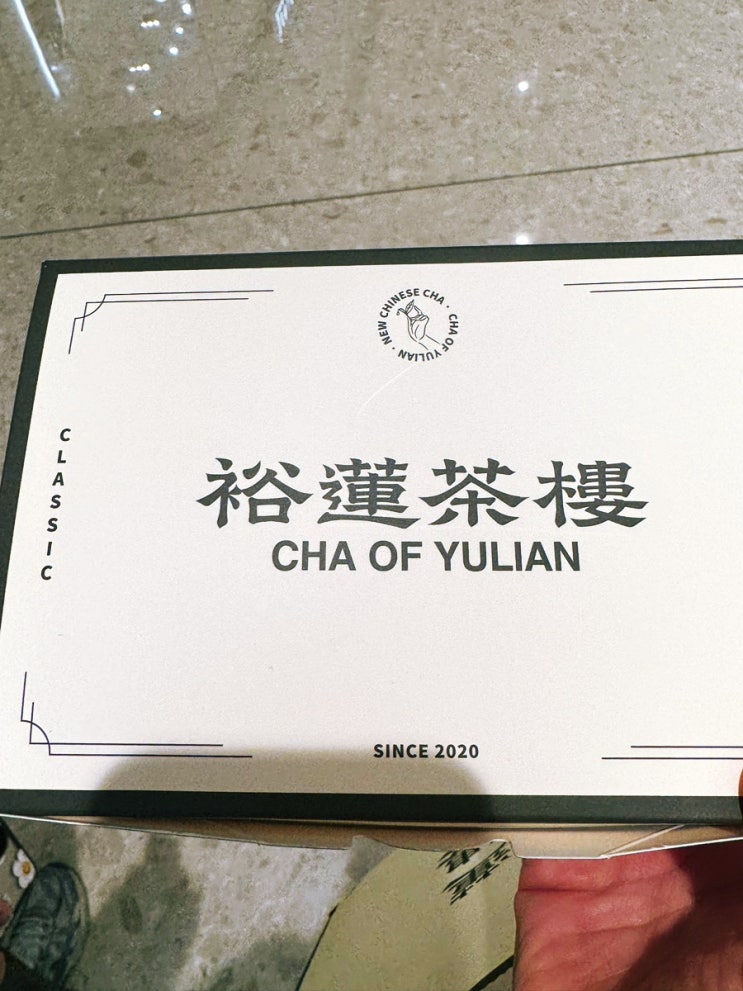 NEW CHINESE CHA · CHA OF YULIAN ·
CLASSIC
裕蓮茶樓
CHA OF YULIAN
SINCE 2020